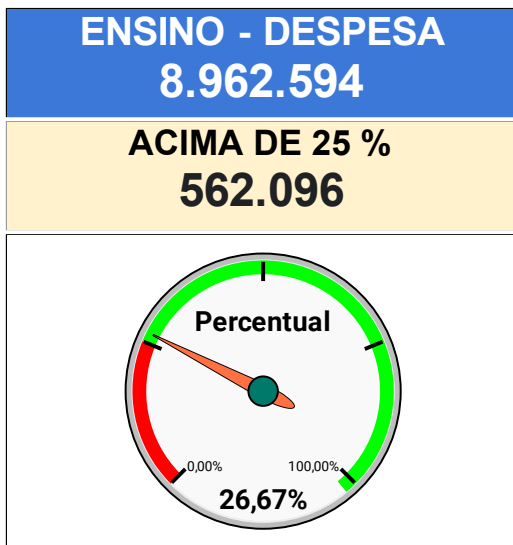 ENSINO - DESPESA
8.962.594
ACIMA DE 25 %
562.096
Percentual
0,00%
100,00%
26,67%